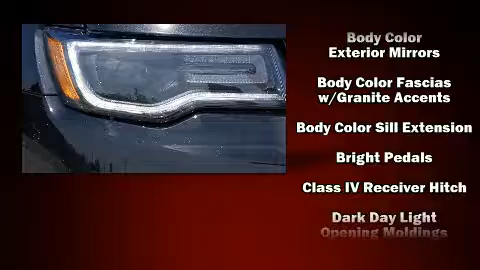 Body Color
Exterior Mirrors
Body Color Fascias
w/Granite Accents
Body Color Sill Extension
Bright Pedals
Class IV Receiver Hitch
Dark Day Light
Opening Moldings